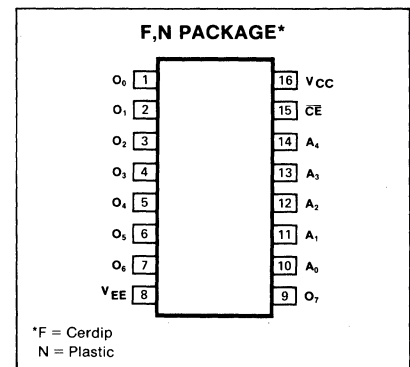 F,N PACKAGE*
O₀ 1 16 VCC
O₁ 2 15 C̅E̅
O₂ 3 14 A₄
O₃ 4 13 A₃
O₄ 5 12 A₂
O₅ 6 11 A₁
O₆ 7 10 A₀
VEE 8 9 O₇
*F = Cerdip
N = Plastic